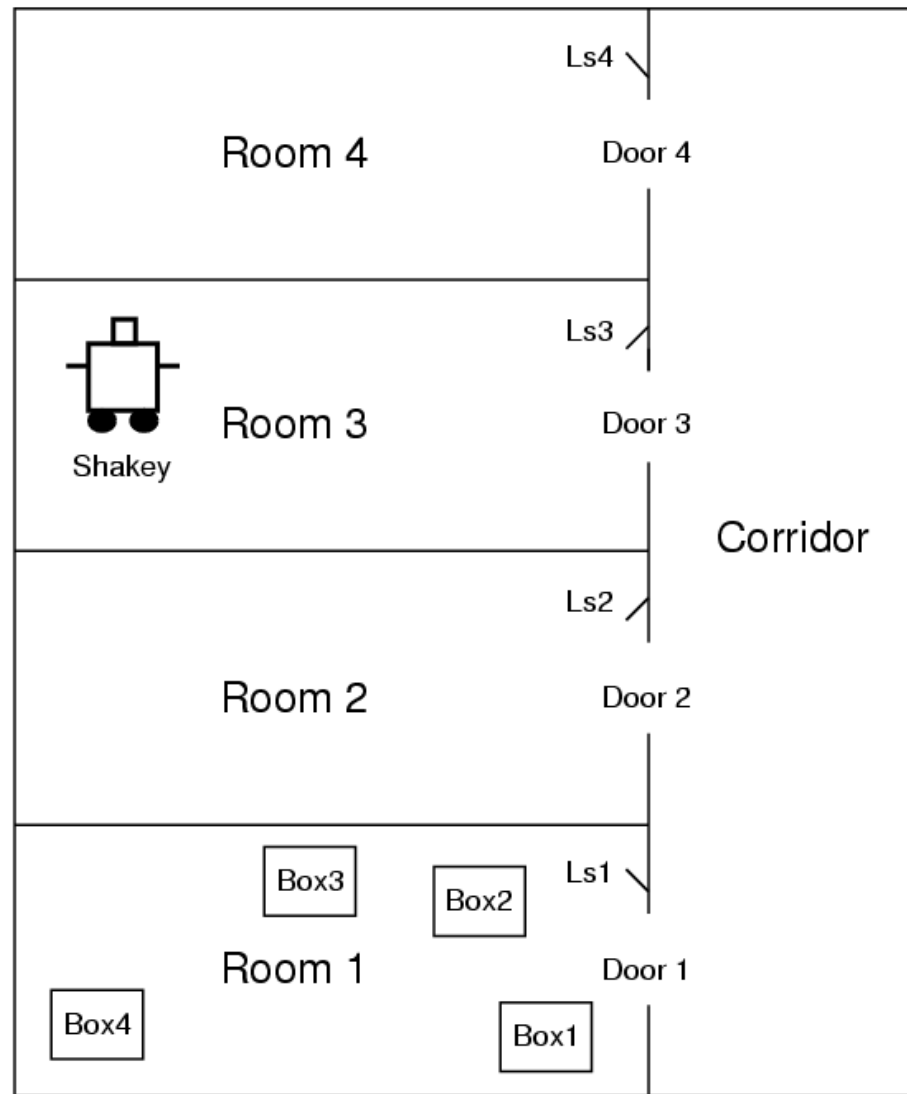 Ls4
Room 4
Door 4
Ls3
Room 3
Door 3
Shakey
Corridor
Ls2
Room 2
Door 2
Box3
Ls1
Box2
Room 1
Door 1
Box4
Box1